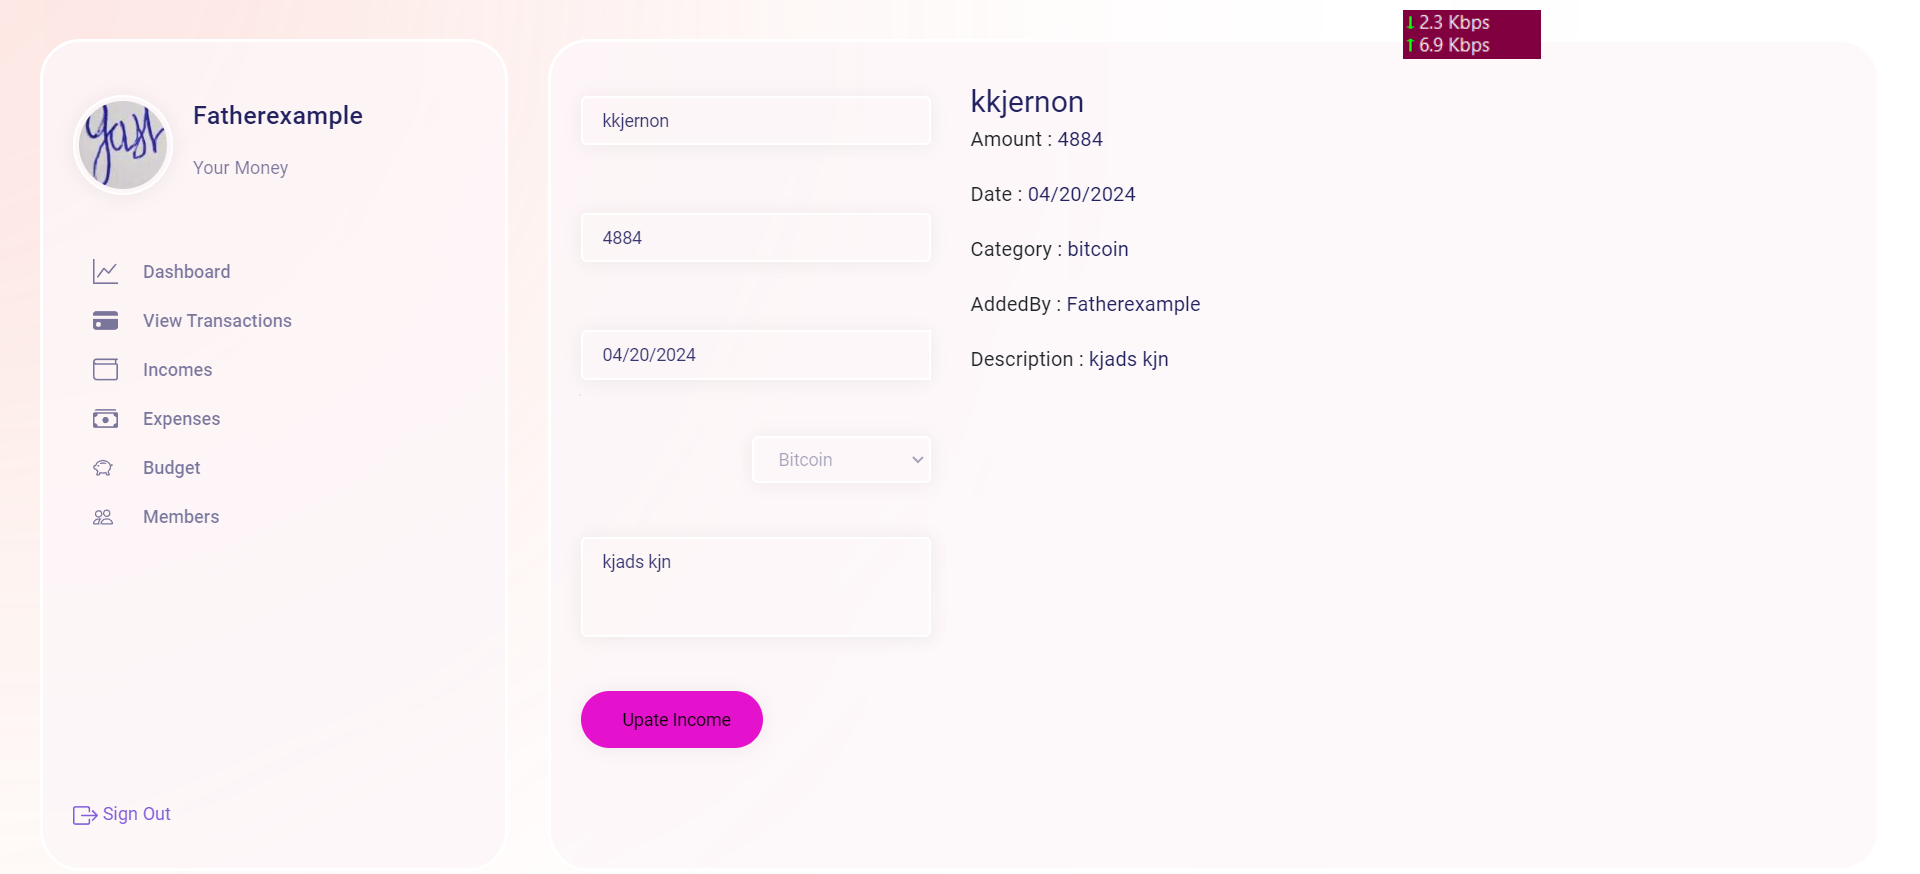 2.3 Kbps
6.9 Kbps
yast
Fatherexample
Your Money
Dashboard
View Transactions
Incomes
Expenses
Budget
Members
Sign Out
kkjernon
4884
04/20/2024
Bitcoin
kjads kjn
Upate Income
kkjernon
Amount : 4884
Date : 04/20/2024
Category : bitcoin
AddedBy : Fatherexample
Description : kjads kjn